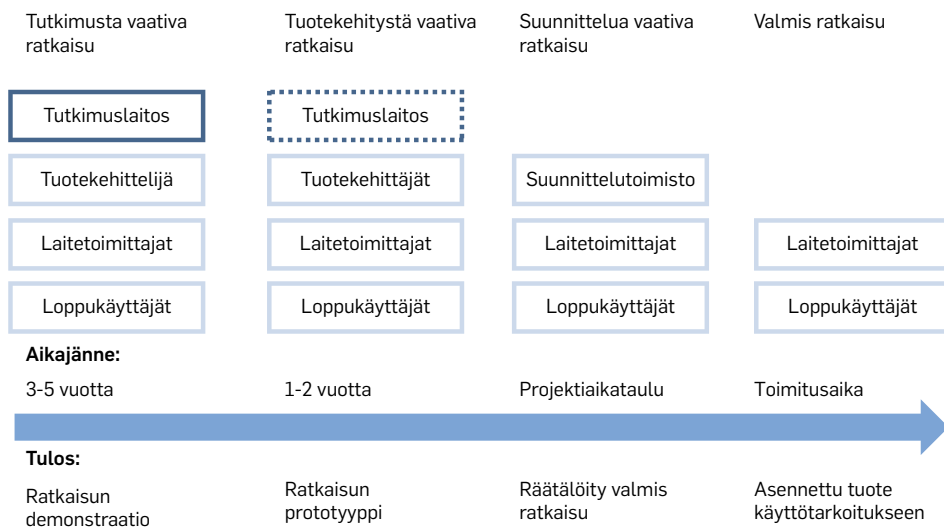 Tutkimusta vaativa
ratkaisu
Tuotekehitystä vaativa
ratkaisu
Suunnittelua vaativa
ratkaisu
Valmis ratkaisu
Tutkimuslaitos
Tutkimuslaitos
Tuotekehittelijä
Tuotekehittäjät
Suunnittelutoimisto
Laitetoimittajat
Laitetoimittajat
Laitetoimittajat
Laitetoimittajat
Loppukäyttäjät
Loppukäyttäjät
Loppukäyttäjät
Loppukäyttäjät
Aikajänne:
3-5 vuotta
1-2 vuotta
Projektiaikataulu
Toimitusaika
Tulos:
Ratkaisun
demonstraatio
Ratkaisun
prototyyppi
Räätälöity valmis
ratkaisu
Asennettu tuote
käyttötarkoitukseen